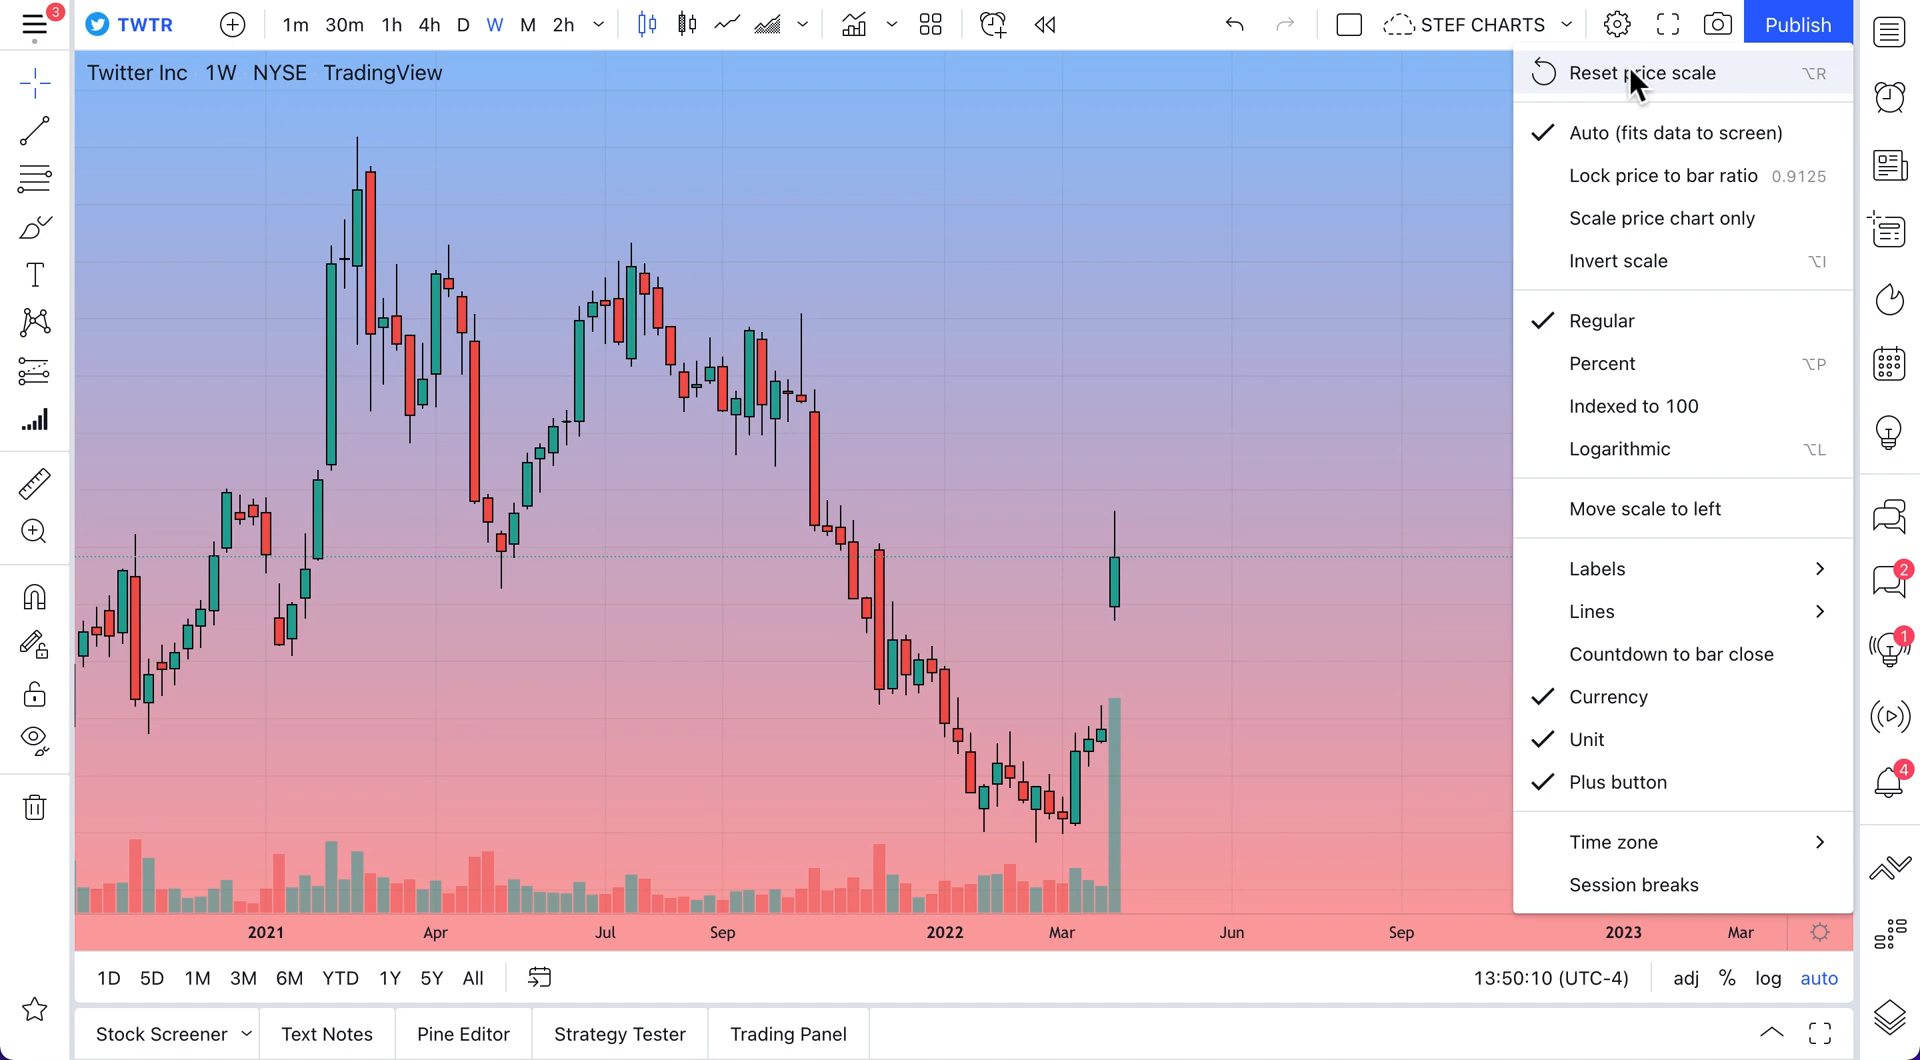 3
TWTR
1m 30m 1h 4h D W M 2h
STEF CHARTS
Publish
Twitter Inc 1W NYSE TradingView
Reset price scale ⌥R
Auto (fits data to screen)
Lock price to bar ratio 0.9125
Scale price chart only
Invert scale ⌥I
Regular
Percent ⌥P
Indexed to 100
Logarithmic ⌥L
Move scale to left
Labels
Lines
Countdown to bar close
Currency
Unit
Plus button
Time zone
Session breaks
2
1
4
2021 Apr Jul Sep 2022 Mar Jun Sep 2023 Mar
1D 5D 1M 3M 6M YTD 1Y 5Y All
13:50:10 (UTC-4) adj % log auto
Stock Screener Text Notes Pine Editor Strategy Tester Trading Panel